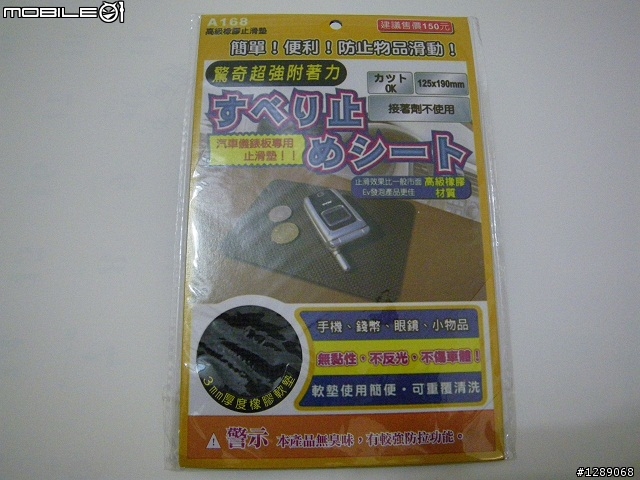 MOBILE01
A168
高級橡膠止滑墊
建議售價150元
簡單！便利！防止物品滑動！
驚奇超強附著力
カット
OK
125x190mm
接著劑不使用
すべり止
めシート
汽車儀錶板專用
止滑墊！！
止滑效果比一般市面
Ev發泡產品更佳
高級橡膠
材質
手機、錢幣、眼鏡、小物品
無黏性·不反光·不傷車體！
軟墊使用簡便·可重覆清洗
3mm厚度橡膠軟墊
警示 本產品無臭味，有較強防拉功能。
#1289068